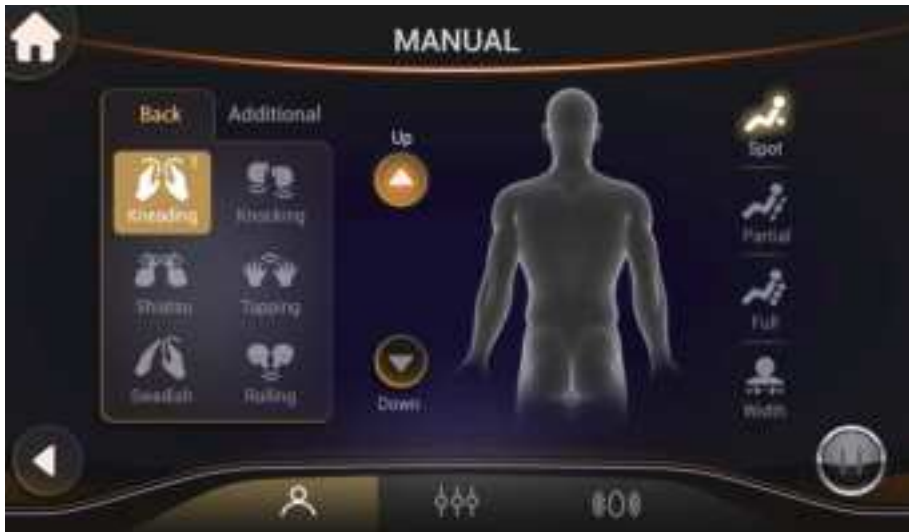 MANUAL
Back
Additional
Up
Spot
Kneading
Knocking
Partial
Shiatsu
Tapping
Full
Swedish
Rolling
Down
Width